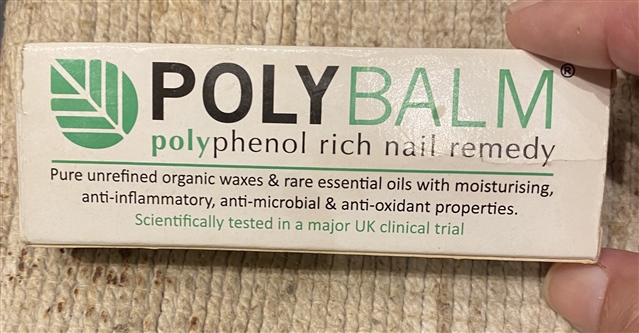 POLYBALM®
polyphenol rich nail remedy
Pure unrefined organic waxes & rare essential oils with moisturising,
anti-inflammatory, anti-microbial & anti-oxidant properties.
Scientifically tested in a major UK clinical trial